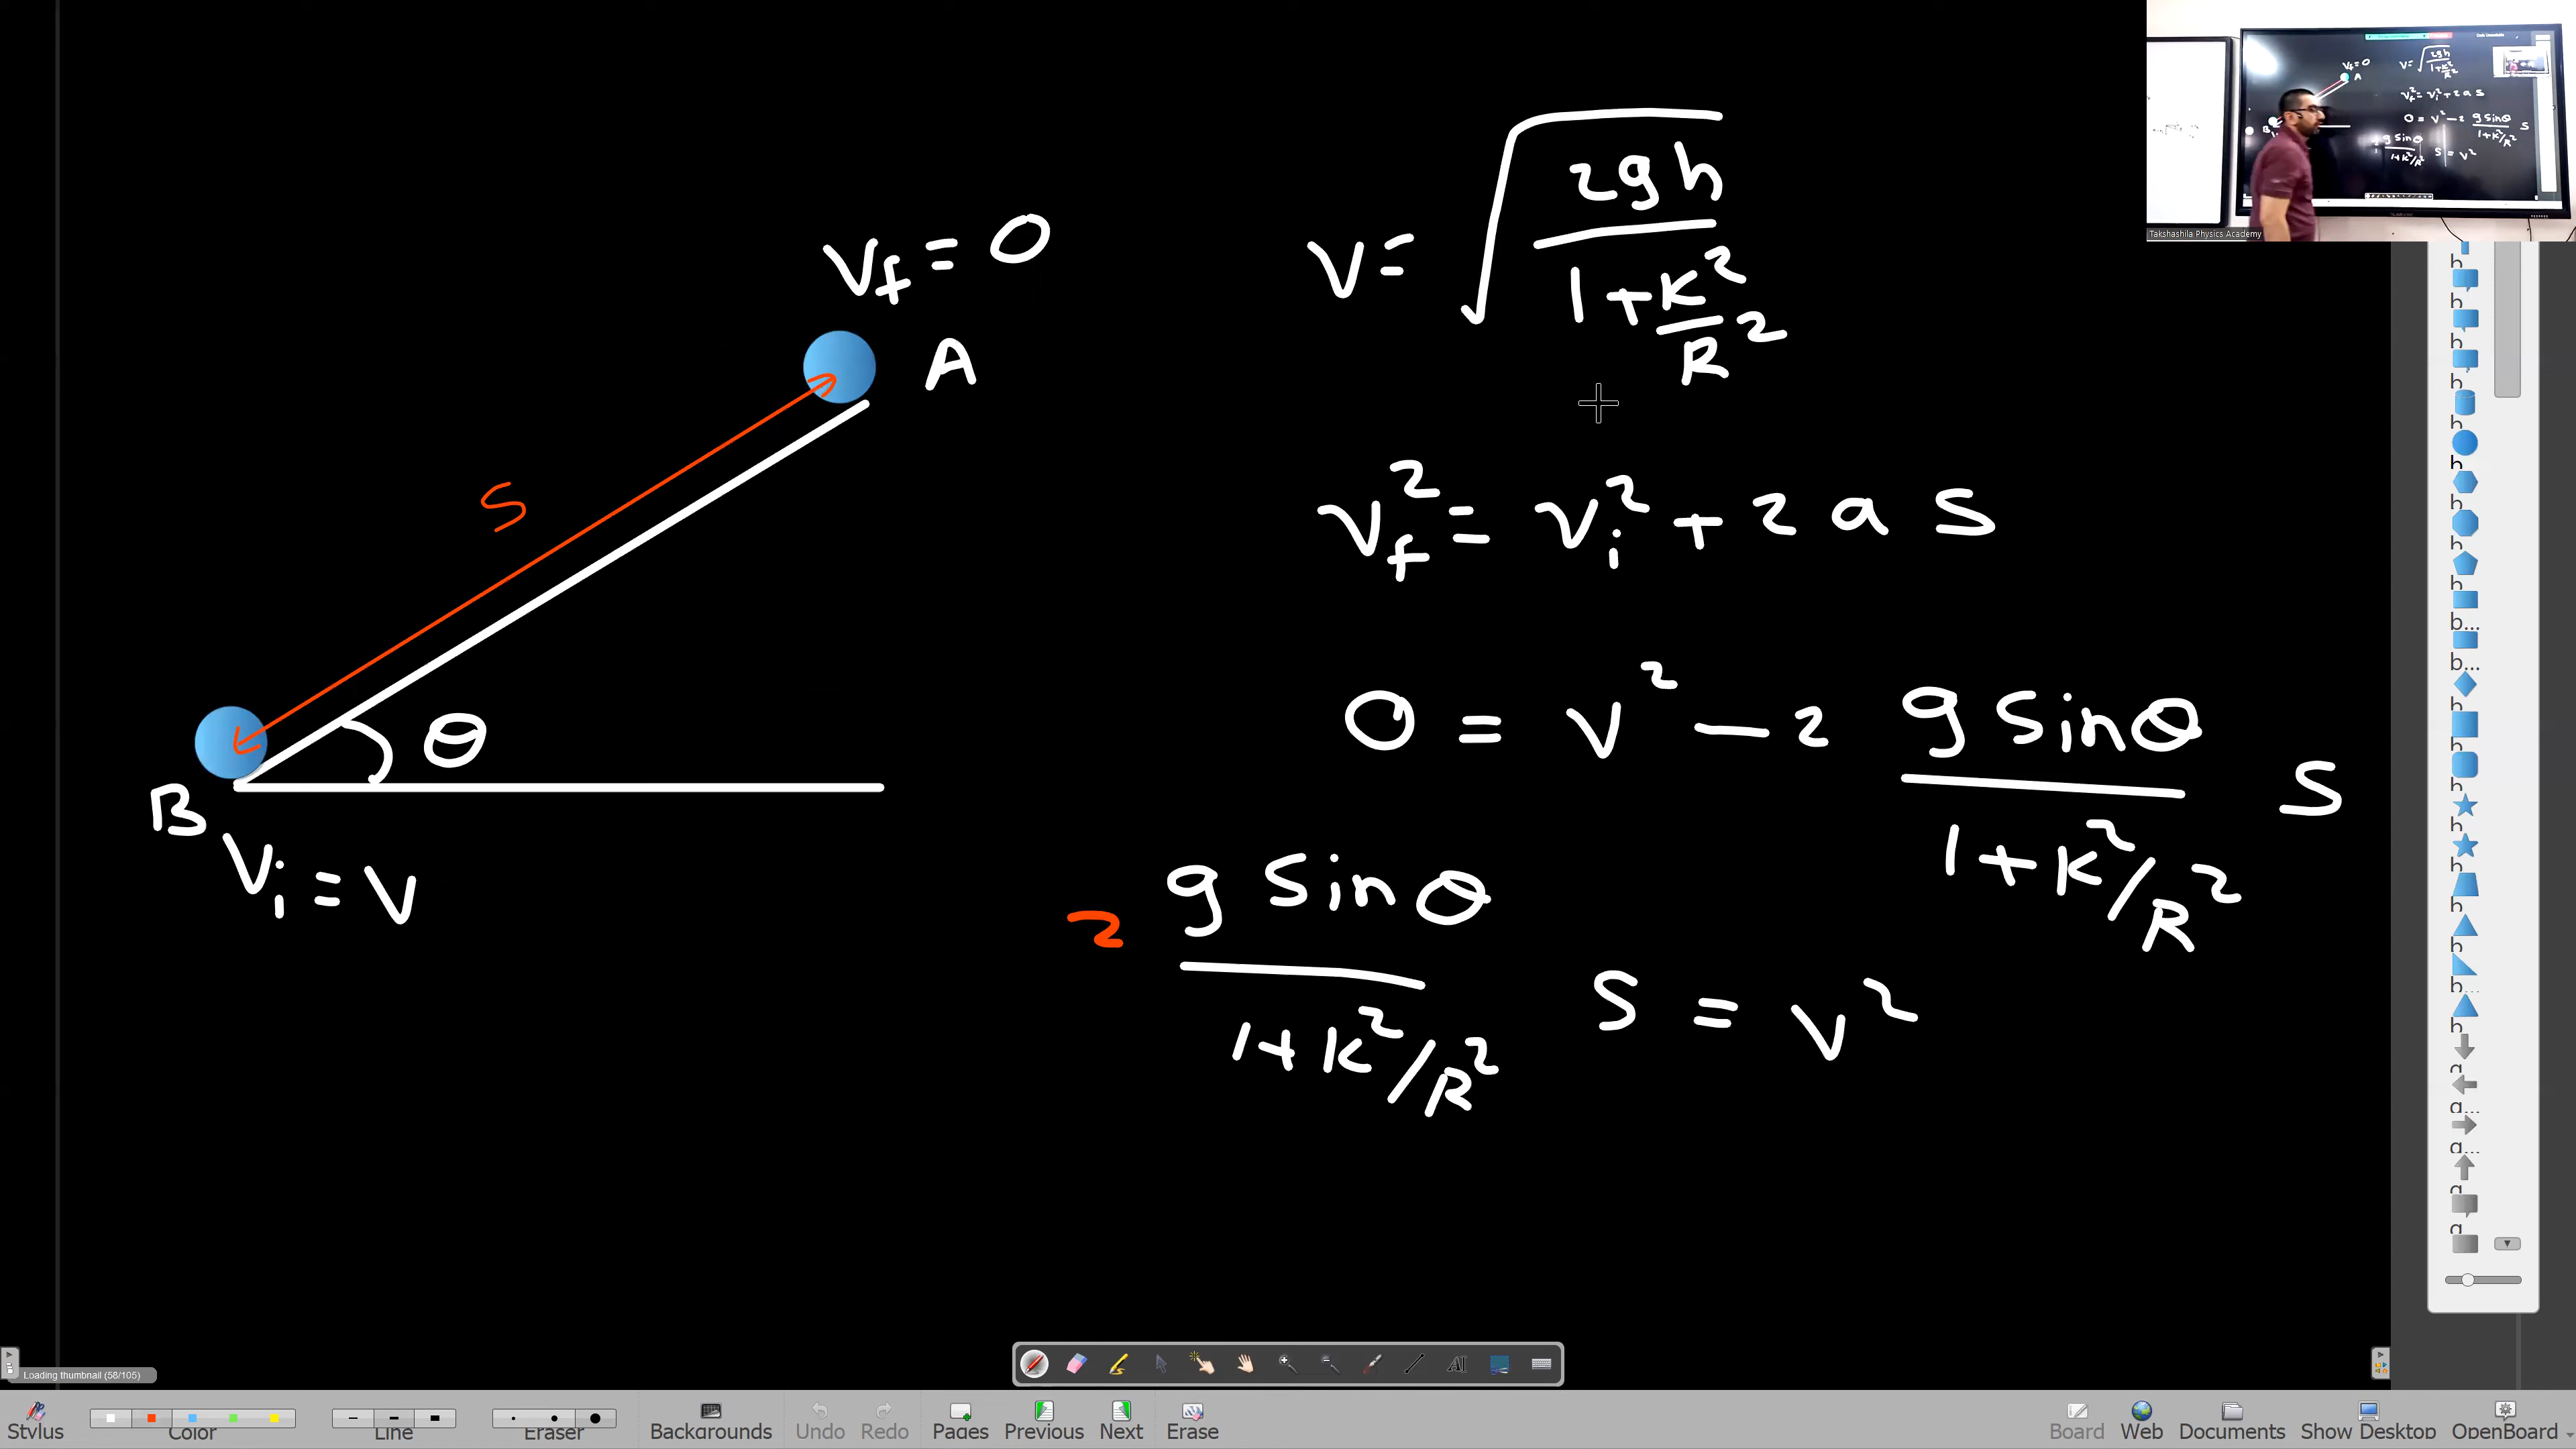 Vf = 0
A
S
θ
B
Vi = V
V = √(2gh / (1 + K²/R²))
Vf² = Vi² + 2 a S
0 = V² - 2 (g Sinθ / (1 + K²/R²)) S
2 (g Sinθ / (1 + K²/R²)) S = V²
Takshashila Physics Academy
b
b
b
b
b
b
b
b
b
b...
b...
b
b...
b
b
b
b
b
b
b...
b
a
a...
a...
a
a
Loading thumbnail (58/105)
Stylus
Color
Line
Eraser
Backgrounds
Undo
Redo
Pages
Previous
Next
Erase
Board
Web
Documents
Show Desktop
OpenBoard